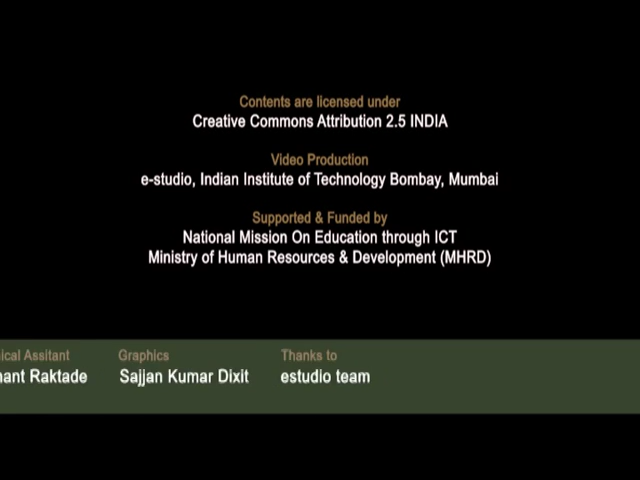 Contents are licensed under
Creative Commons Attribution 2.5 INDIA
Video Production
e-studio, Indian Institute of Technology Bombay, Mumbai
Supported & Funded by
National Mission On Education through ICT
Ministry of Human Resources & Development (MHRD)
Assitant Graphics Thanks to
Raktade Sajjan Kumar Dixit estudio team